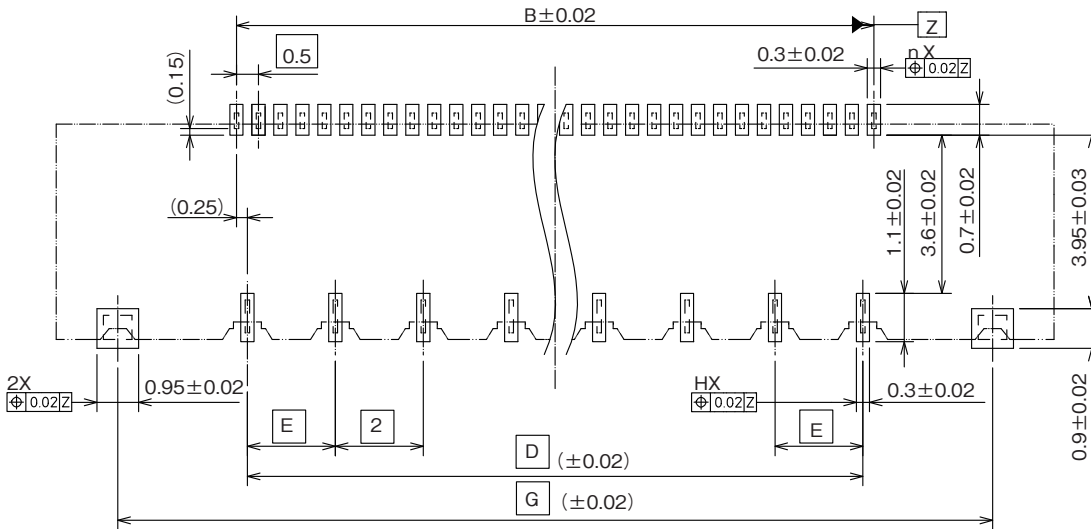 B±0.02
Z
0.5
0.3±0.02
nX
⌖ 0.02 Z
(0.15)
(0.25)
1.1±0.02
3.6±0.02
0.7±0.02
3.95±0.03
2X
⌖ 0.02 Z
0.95±0.02
HX
⌖ 0.02 Z
0.3±0.02
0.9±0.02
E
2
E
D (±0.02)
G (±0.02)